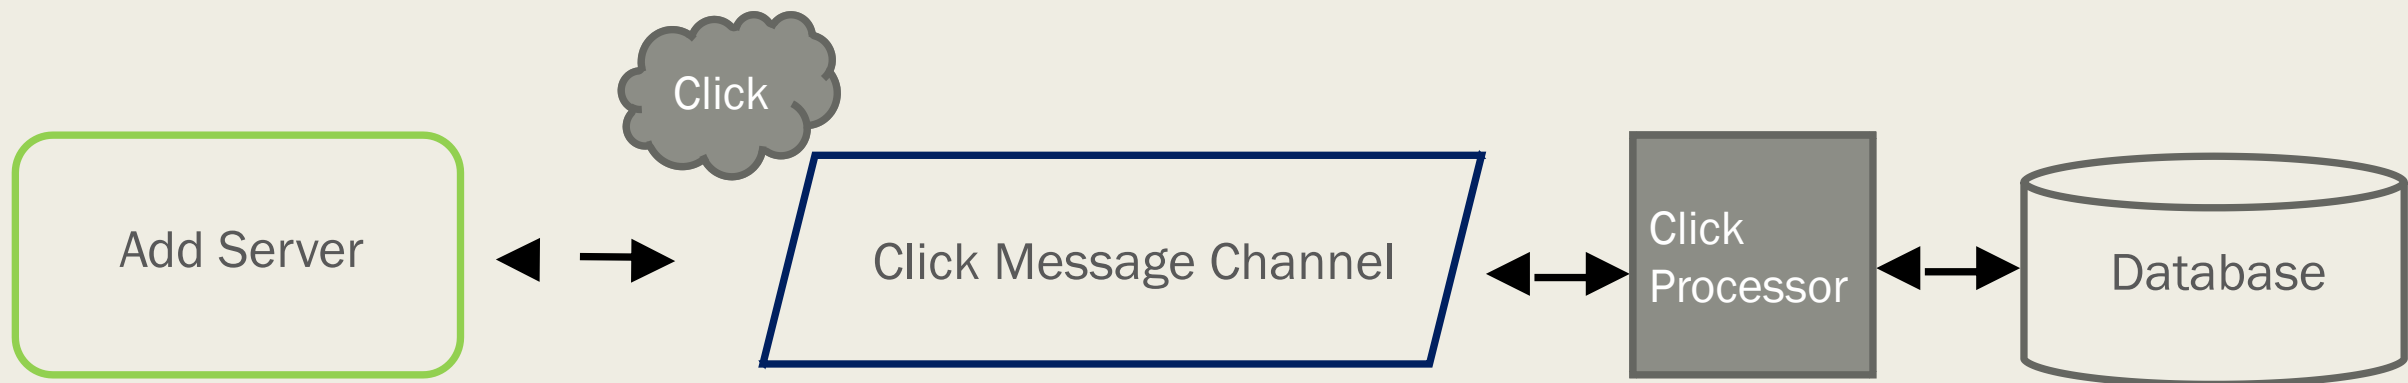 Click
Add Server
Click Message Channel
Click
Processor
Database